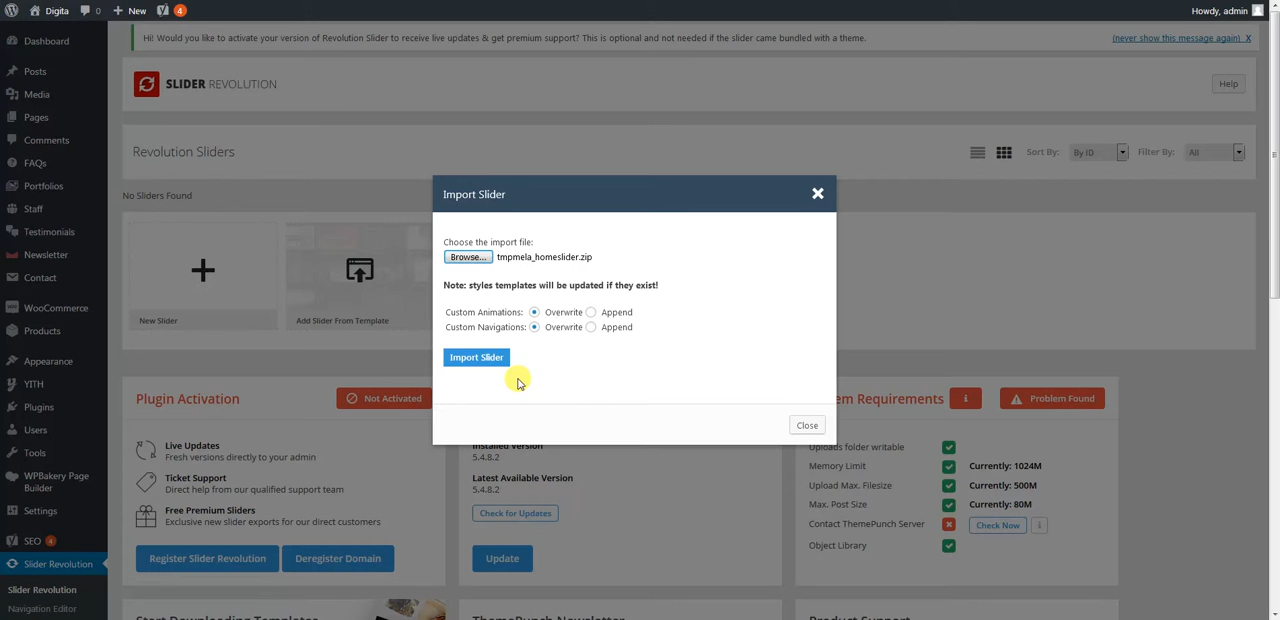 Digita 0 New 4 Howdy, admin
Hi! Would you like to activate your version of Revolution Slider to receive live updates & get premium support? This is optional and not needed if the slider came bundled with a theme. (never show this message again) X
Dashboard
Posts
Media
Pages
Comments
FAQs
Portfolios
Staff
Testimonials
Newsletter
Contact
WooCommerce
Products
Appearance
YITH
Plugins
Users
Tools
WPBakery Page
Builder
Settings
SEO 4
Slider Revolution
Slider Revolution
Navigation Editor
SLIDER REVOLUTION
Help
Revolution Sliders
Sort By: By ID Filter By: All
No Sliders Found
New Slider
Add Slider From Template
Import Slider
Choose the import file:
Browse... tmpmela_homeslider.zip
Note: styles templates will be updated if they exist!
Custom Animations: Overwrite Append
Custom Navigations: Overwrite Append
Import Slider
Close
Plugin Activation Not Activated
Live Updates
Fresh versions directly to your admin
Ticket Support
Direct help from our qualified support team
Free Premium Sliders
Exclusive new slider exports for our direct customers
Register Slider Revolution Deregister Domain
Installed Version
5.4.8.2
Latest Available Version
5.4.8.2
Check for Updates
Update
Requirements Problem Found
Uploads folder writable
Memory Limit Currently: 1024M
Upload Max. Filesize Currently: 500M
Max. Post Size Currently: 80M
Contact ThemePunch Server Check Now
Object Library
Start Downloading Templates
ThemePunch Newsletter
Product Support